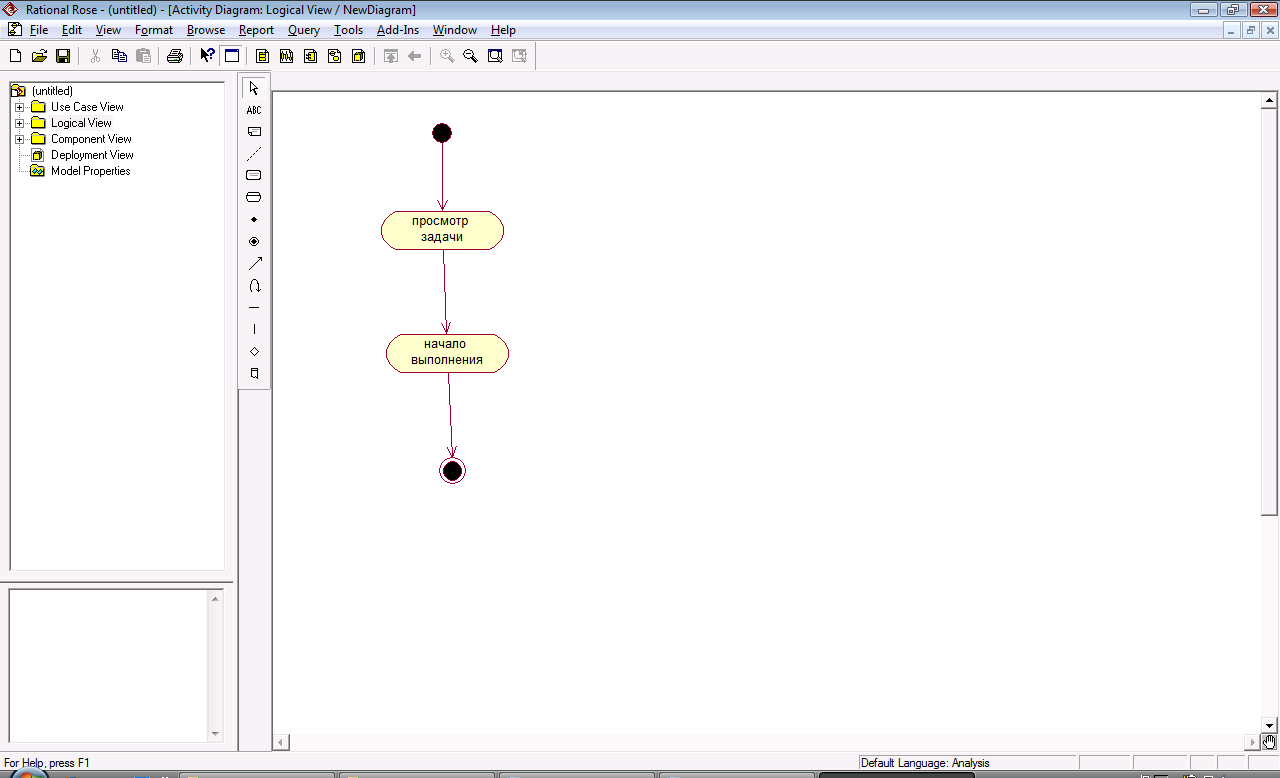 Rational Rose - (untitled) - [Activity Diagram: Logical View / NewDiagram]
File Edit View Format Browse Report Query Tools Add-Ins Window Help
(untitled)
Use Case View
Logical View
Component View
Deployment View
Model Properties
ABC
просмотр
задачи
начало
выполнения
For Help, press F1
Default Language: Analysis